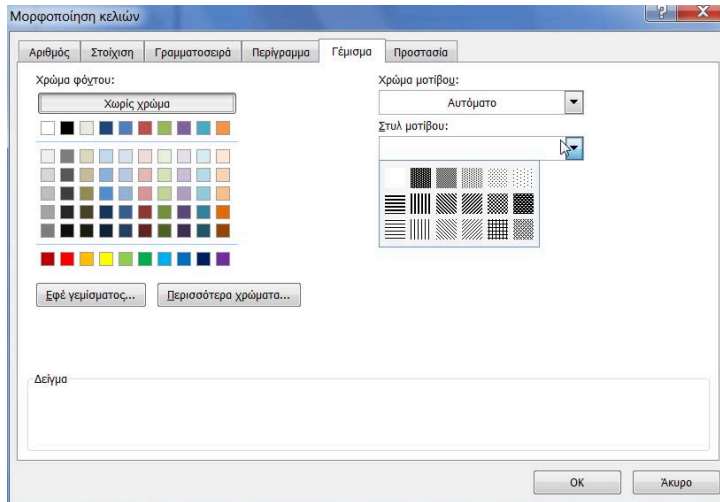 Μορφοποίηση κελιών
Αριθμός Στοίχιση Γραμματοσειρά Περίγραμμα Γέμισμα Προστασία
Χρώμα φόντου:
Χωρίς χρώμα
Εφέ γεμίσματος...
Περισσότερα χρώματα...
Χρώμα μοτίβου:
Αυτόματο
Στυλ μοτίβου:
Δείγμα
OK
Άκυρο